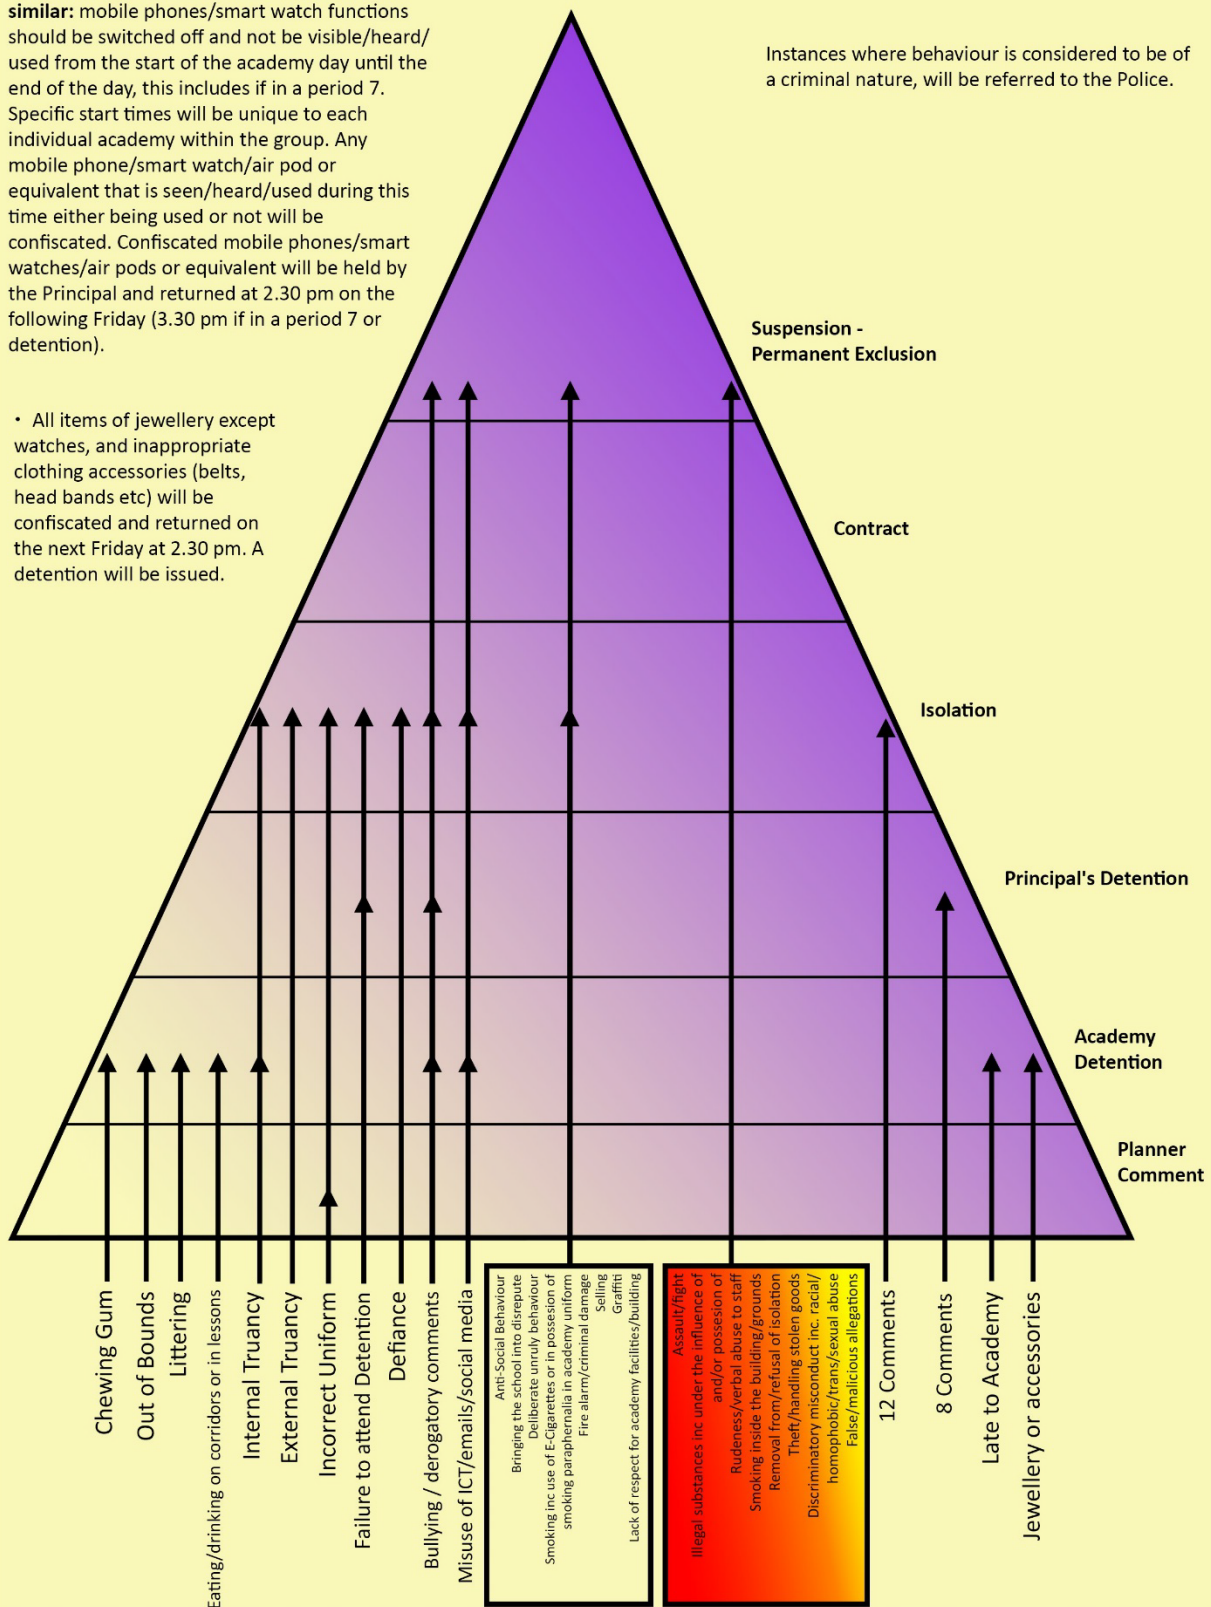 similar: mobile phones/smart watch functions
should be switched off and not be visible/heard/
used from the start of the academy day until the
end of the day, this includes if in a period 7.
Specific start times will be unique to each
individual academy within the group. Any
mobile phone/smart watch/air pod or
equivalent that is seen/heard/used during this
time either being used or not will be
confiscated. Confiscated mobile phones/smart
watches/air pods or equivalent will be held by
the Principal and returned at 2.30 pm on the
following Friday (3.30 pm if in a period 7 or
detention).
• All items of jewellery except
watches, and inappropriate
clothing accessories (belts,
head bands etc) will be
confiscated and returned on
the next Friday at 2.30 pm. A
detention will be issued.
Instances where behaviour is considered to be of
a criminal nature, will be referred to the Police.
Suspension -
Permanent Exclusion
Contract
Isolation
Principal's Detention
Academy
Detention
Planner
Comment
Chewing Gum
Out of Bounds
Littering
Eating/drinking on corridors or in lessons
Internal Truancy
External Truancy
Incorrect Uniform
Failure to attend Detention
Defiance
Bullying / derogatory comments
Misuse of ICT/emails/social media
Anti-Social Behaviour
Bringing the school into disrepute
Deliberate unruly behaviour
Smoking inc use of E-Cigarettes or in possession of
smoking paraphernalia in academy uniform
Fire alarm/criminal damage
Selling
Graffiti
Lack of respect for academy facilities/building
Assault/fight
Illegal substances inc under the influence of
and/or possesion of
Rudeness/verbal abuse to staff
Smoking inside the building/grounds
Removal from/refusal of isolation
Theft/handling stolen goods
Discriminatory misconduct inc. racial/
homophobic/trans/sexual abuse
False/malicious allegations
12 Comments
8 Comments
Late to Academy
Jewellery or accessories